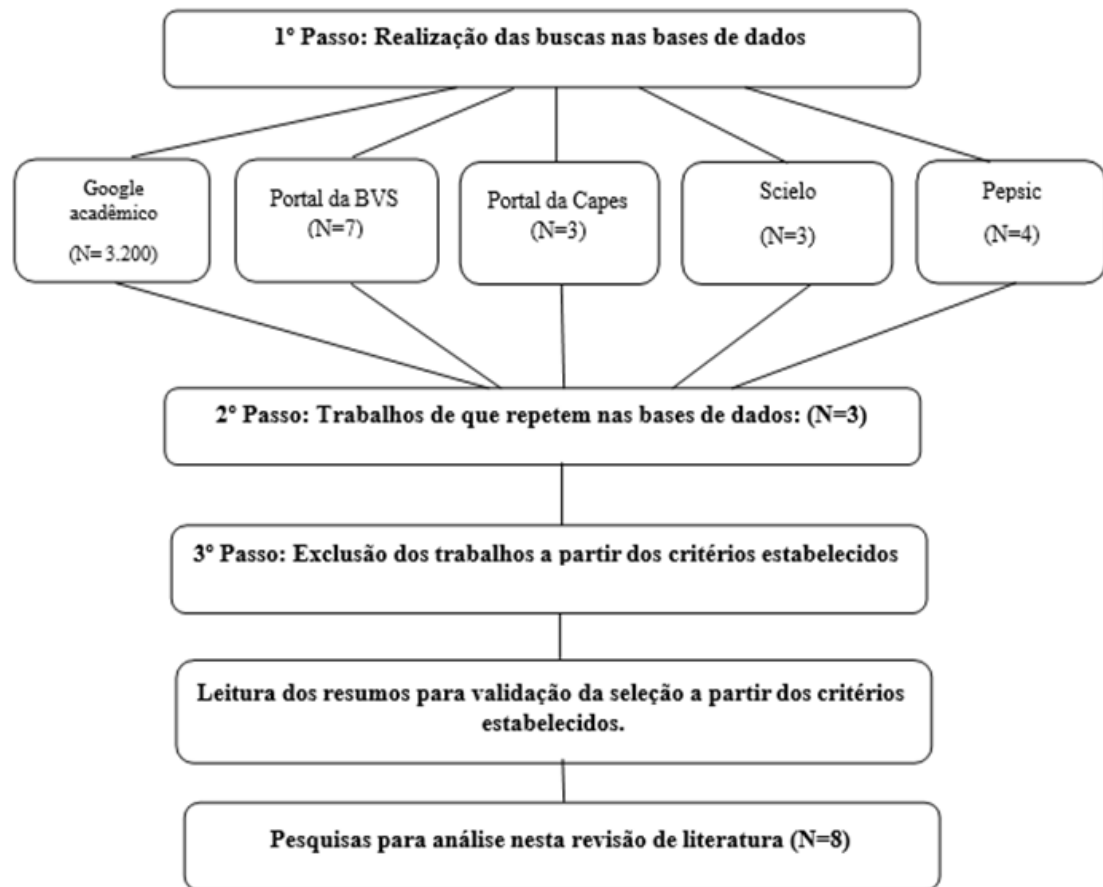 1º Passo: Realização das buscas nas bases de dados
Google
acadêmico
(N= 3.200)
Portal da BVS
(N=7)
Portal da Capes
(N=3)
Scielo
(N=3)
Pepsic
(N=4)
2º Passo: Trabalhos de que repetem nas bases de dados: (N=3)
3º Passo: Exclusão dos trabalhos a partir dos critérios estabelecidos
Leitura dos resumos para validação da seleção a partir dos critérios
estabelecidos.
Pesquisas para análise nesta revisão de literatura (N=8)